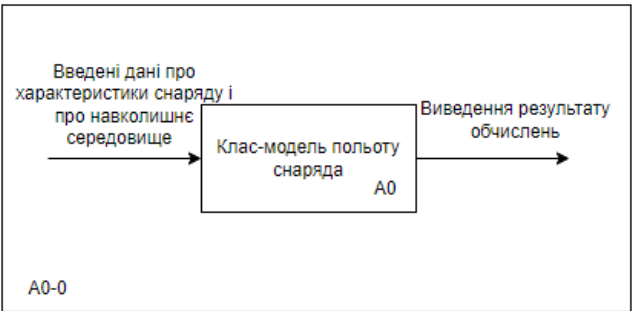 Введені дані про
характеристики снаряду і
про навколишнє
середовище
Клас-модель польоту
снаряда
A0
Виведення результату
обчислень
A0-0